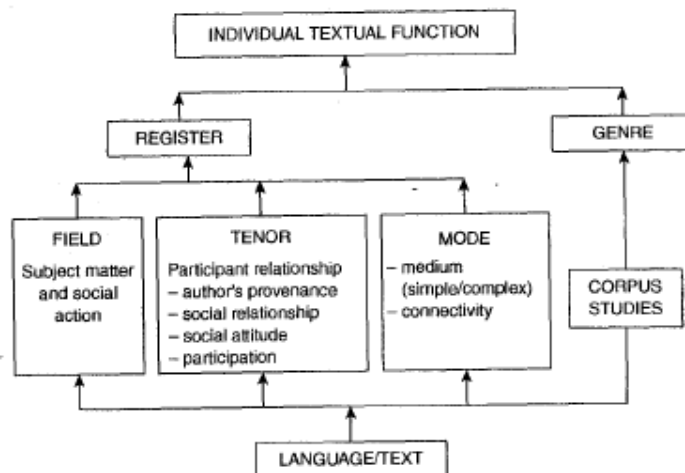 INDIVIDUAL TEXTUAL FUNCTION
REGISTER
GENRE
FIELD
Subject matter
and social
action
TENOR
Participant relationship
– author's provenance
– social relationship
– social attitude
– participation
MODE
– medium
(simple/complex)
– connectivity
CORPUS
STUDIES
LANGUAGE/TEXT